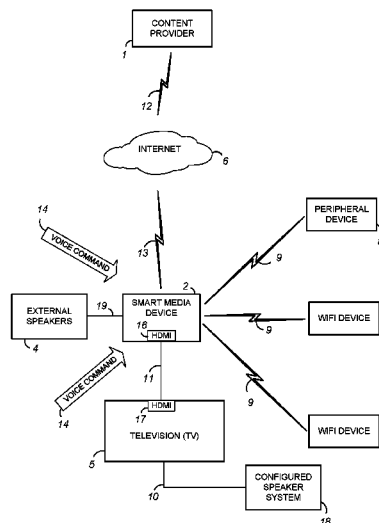 CONTENT
PROVIDER
1
12
INTERNET
6
14
VOICE COMMAND
13
PERIPHERAL
DEVICE
9
2
EXTERNAL
SPEAKERS
19
SMART MEDIA
DEVICE
16
HDMI
9
WIFI DEVICE
4
VOICE COMMAND
14
11
9
17
HDMI
TELEVISION (TV)
WIFI DEVICE
5
10
CONFIGURED
SPEAKER
SYSTEM
18